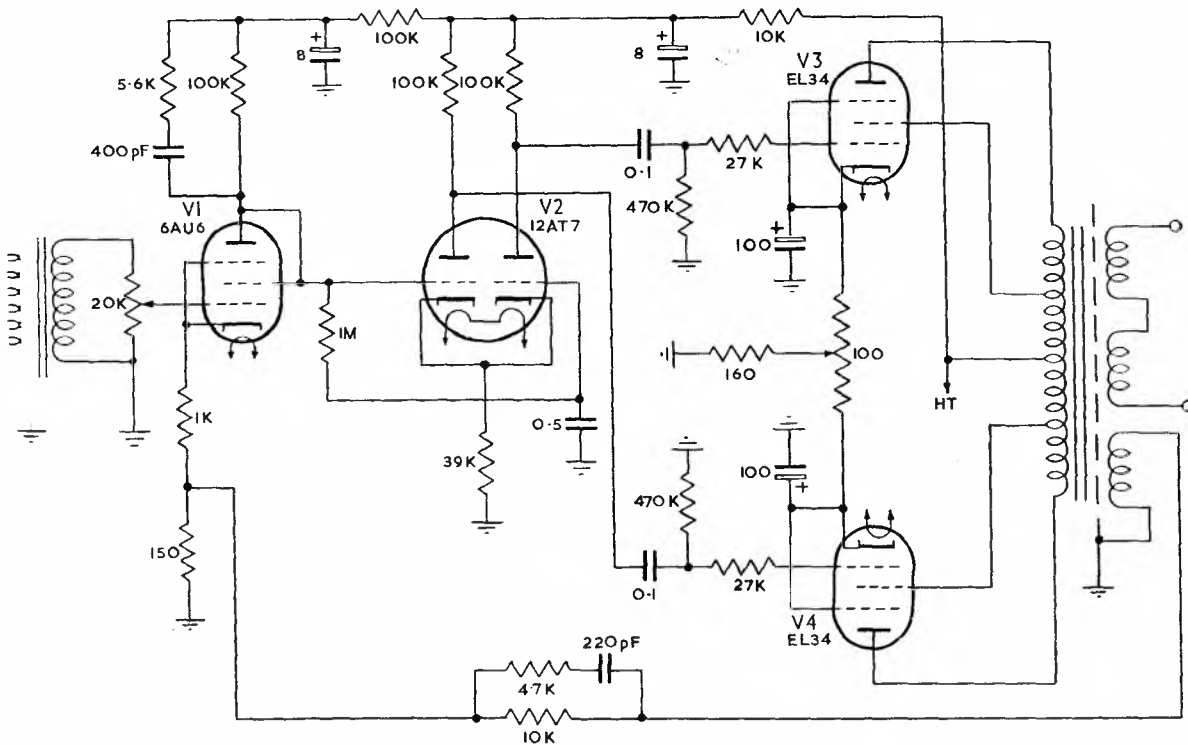 100K
10K
8
+
8
+
V3
EL34
5·6K
100K
100K
100K
400pF
0·1
27K
V1
6AU6
V2
12AT7
470K
+
100
20K
1M
·1
160
100
HT
1K
0·5
39K
470K
100
+
150
0·1
27K
V4
EL34
220pF
4·7K
10K